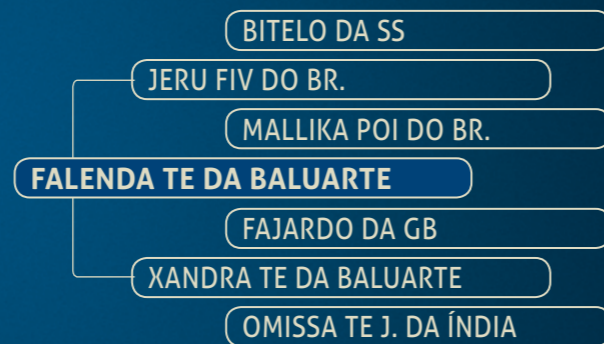 BITELO DA SS
JERU FIV DO BR.
MALLIKA POI DO BR.
FALENDA TE DA BALUARTE
FAJARDO DA GB
XANDRA TE DA BALUARTE
OMISSA TE J. DA ÍNDIA